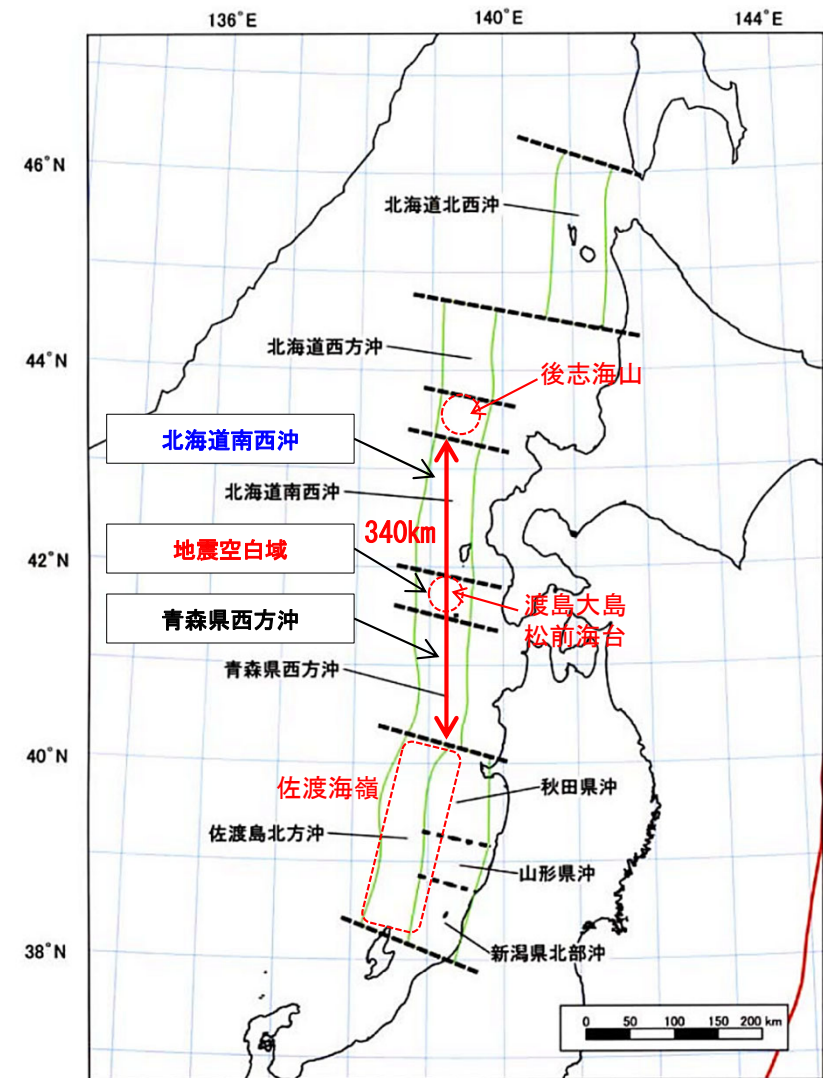 136°E
140°E
144°E
46°N
北海道北西沖
北海道西方沖
44°N
後志海山
北海道南西沖
北海道南西沖
340km
地震空白域
42°N
渡島大島
松前海台
青森県西方沖
青森県西方沖
40°N
佐渡海嶺
秋田県沖
佐渡島北方沖
山形県沖
38°N
新潟県北部沖
0 50 100 150 200 km